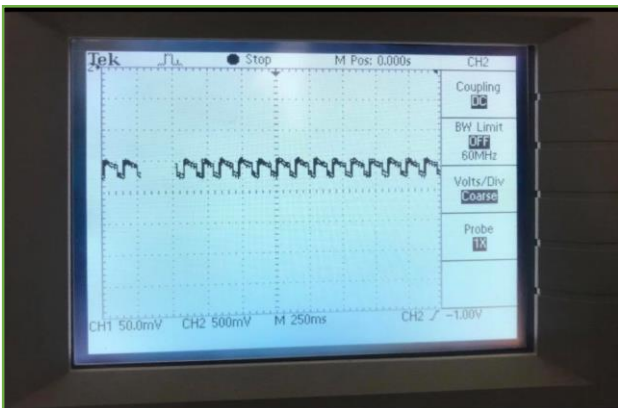 Tek Stop M Pos: 0.000s CH2
2
Coupling
DC
BW Limit
OFF
60MHz
Volts/Div
Coarse
Probe
1X
CH1 50.0mV CH2 500mV M 250ms CH2 -1.00V